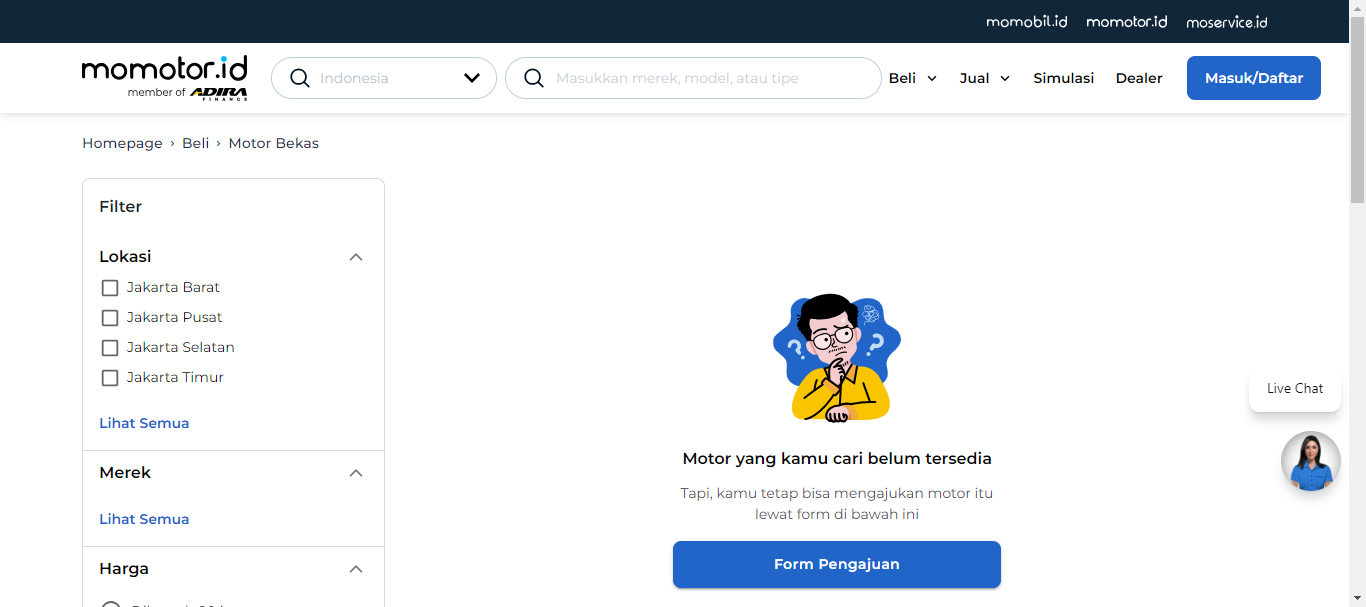 momobil.id momotor.id moservice.id
momotor.id
member of ADIRA
FINANCE
Indonesia
Masukkan merek, model, atau tipe
Beli Jual Simulasi Dealer Masuk/Daftar
Homepage › Beli › Motor Bekas
Filter
Lokasi
Jakarta Barat
Jakarta Pusat
Jakarta Selatan
Jakarta Timur
Lihat Semua
Merek
Lihat Semua
Harga
Motor yang kamu cari belum tersedia
Tapi, kamu tetap bisa mengajukan motor itu
lewat form di bawah ini
Form Pengajuan
Live Chat